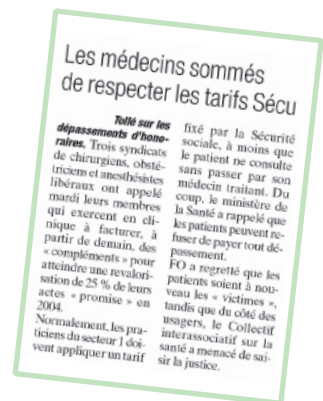 Les médecins sommés
de respecter les tarifs Sécu
Tollé sur les
dépassements d'hono-
raires. Trois syndicats
de chirurgiens, obsté-
triciens et anesthésistes
libéraux ont appelé
mardi leurs membres
qui exercent en cli-
nique à facturer, à
partir de demain, des
« compléments » pour
atteindre une revalori-
sation de 25 % de leurs
actes « promise » en
2004.
Normalement, les pra-
ticiens du secteur 1 doi-
vent appliquer un tarif
fixé par la Sécurité
sociale, à moins que
le patient ne consulte
sans passer par son
médecin traitant. Du
coup, le ministère de
la Santé a rappelé que
les patients peuvent re-
fuser de payer tout dé-
passement.
FO a regretté que les
patients soient à nou-
veau les « victimes »,
tandis que du côté des
usagers, le Collectif
interassociatif sur la
santé a menacé de sai-
sir la justice.